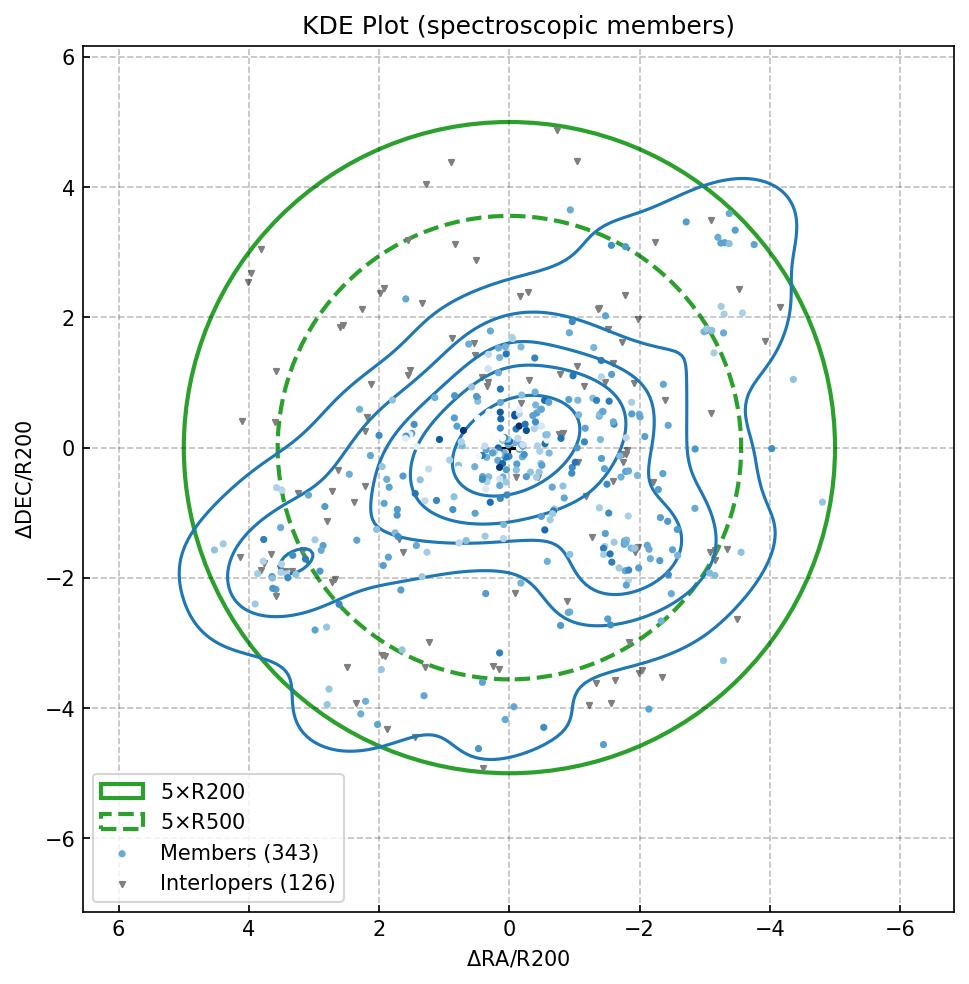 KDE Plot (spectroscopic members)
6
4
2
0
−2
−4
−6
ΔDEC/R200
5×R200
5×R500
Members (343)
Interlopers (126)
6
4
2
0
−2
−4
−6
ΔRA/R200